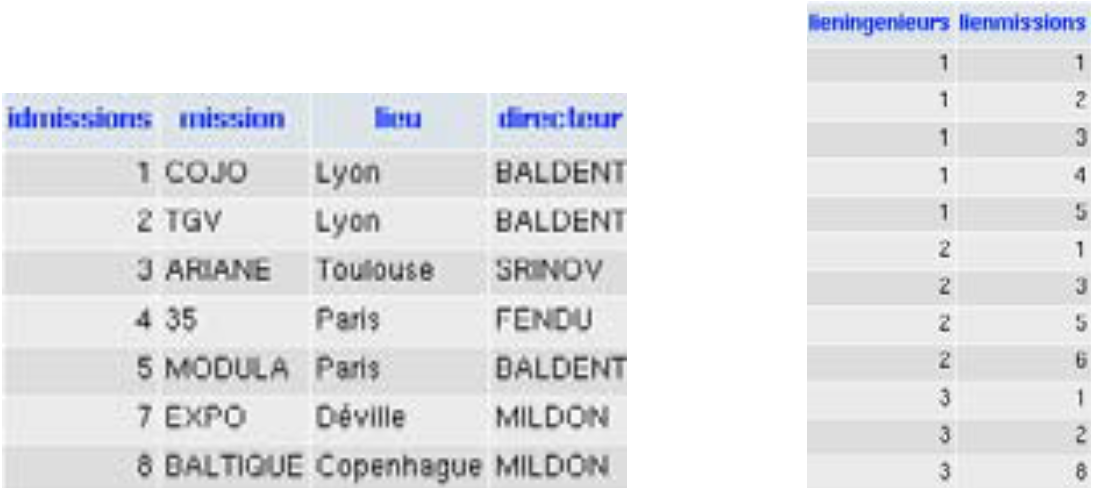 idmissions mission lieu directeur
1 COJO Lyon BALDENT
2 TGV Lyon BALDENT
3 ARIANE Toulouse SRINOV
4 35 Paris FENDU
5 MODULA Paris BALDENT
7 EXPO Déville MILDON
8 BALTIQUE Copenhague MILDON
lieningenieurs lienmissions
1 1
1 2
1 3
1 4
1 5
2 1
2 3
2 5
2 6
3 1
3 2
3 8